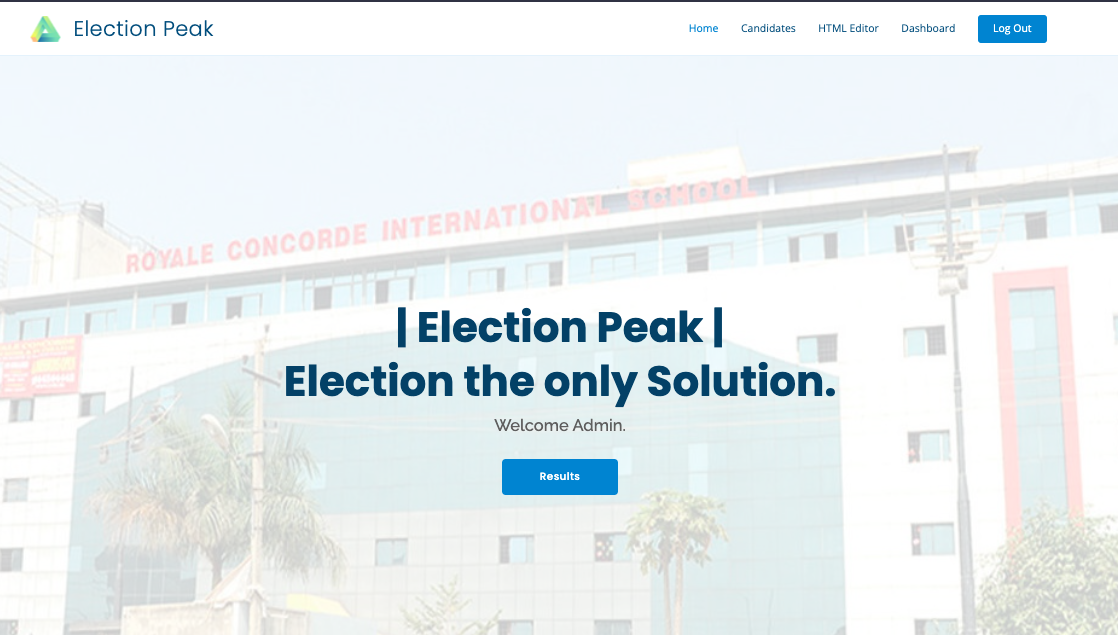 Election Peak
Home
Candidates
HTML Editor
Dashboard
Log Out
ROYALE CONCORDE INTERNATIONAL SCHOOL
| Election Peak |
Election the only Solution.
Welcome Admin.
Results